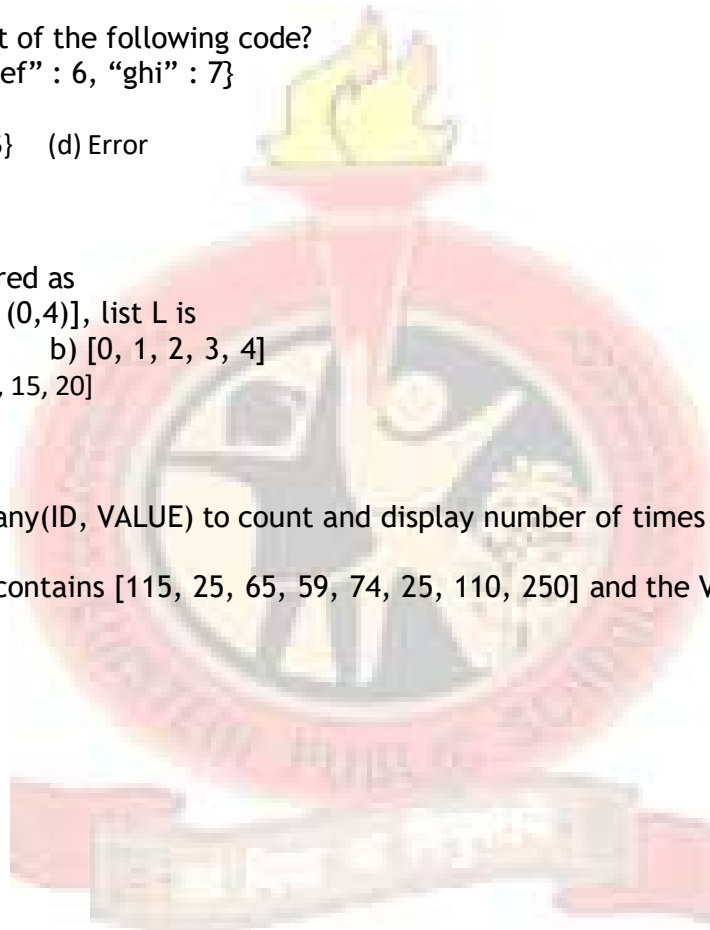 t of the following code?
ef” : 6, “ghi” : 7}
} (d) Error
red as
(0,4)], list L is
b) [0, 1, 2, 3, 4]
, 15, 20]
any(ID, VALUE) to count and display number of times
contains [115, 25, 65, 59, 74, 25, 110, 250] and the V
PUBLIC SCHOOL